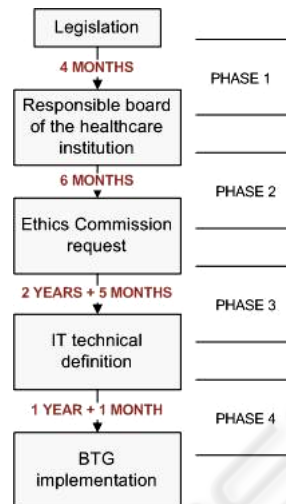 Legislation
4 MONTHS
PHASE 1
Responsible board
of the healthcare
institution
6 MONTHS
PHASE 2
Ethics Commission
request
2 YEARS + 5 MONTHS
PHASE 3
IT technical
definition
1 YEAR + 1 MONTH
PHASE 4
BTG
implementation